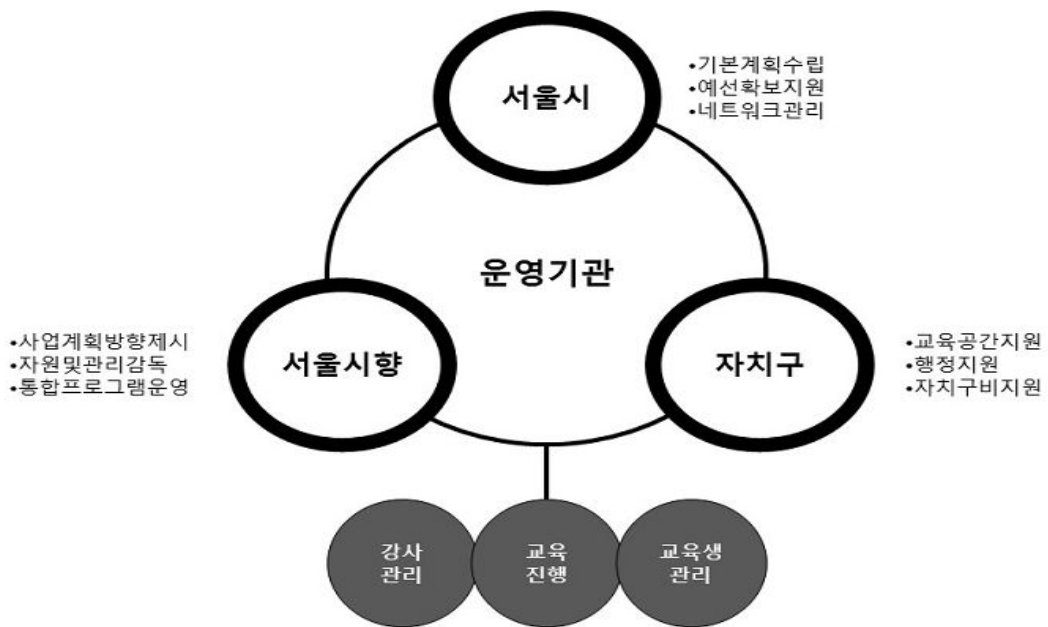 서울시
•기본계획수립
•예선확보지원
•네트워크관리
운영기관
•사업계획방향제시
•자원및관리감독
•통합프로그램운영
서울시향
자치구
•교육공간지원
•행정지원
•자치구비지원
강사
관리
교육
진행
교육생
관리